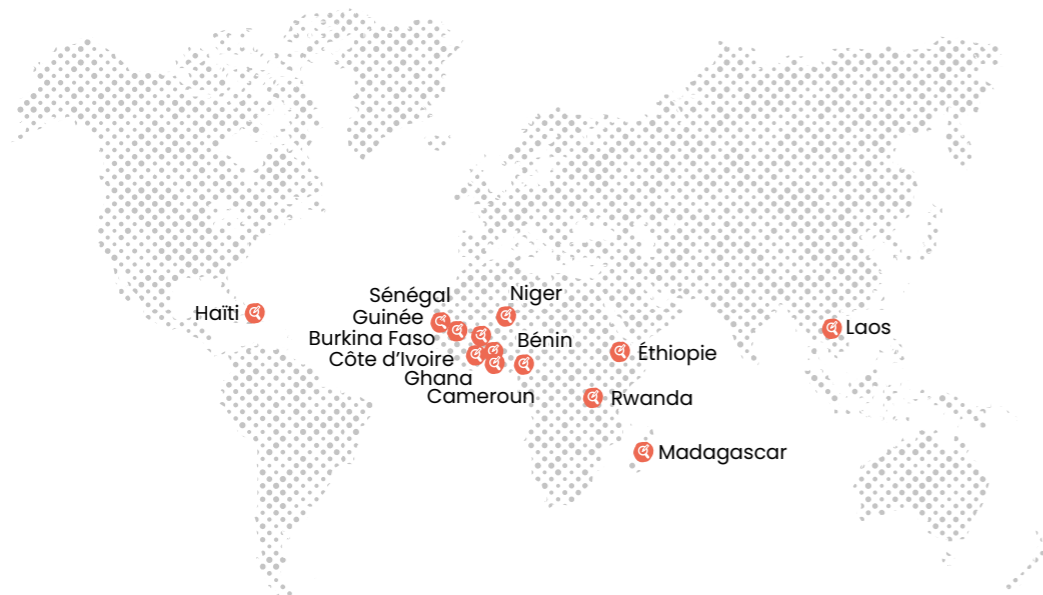 Sénégal
Niger
Haïti
Guinée
Laos
Burkina Faso
Bénin
Éthiopie
Côte d’Ivoire
Ghana
Cameroun
Rwanda
Madagascar